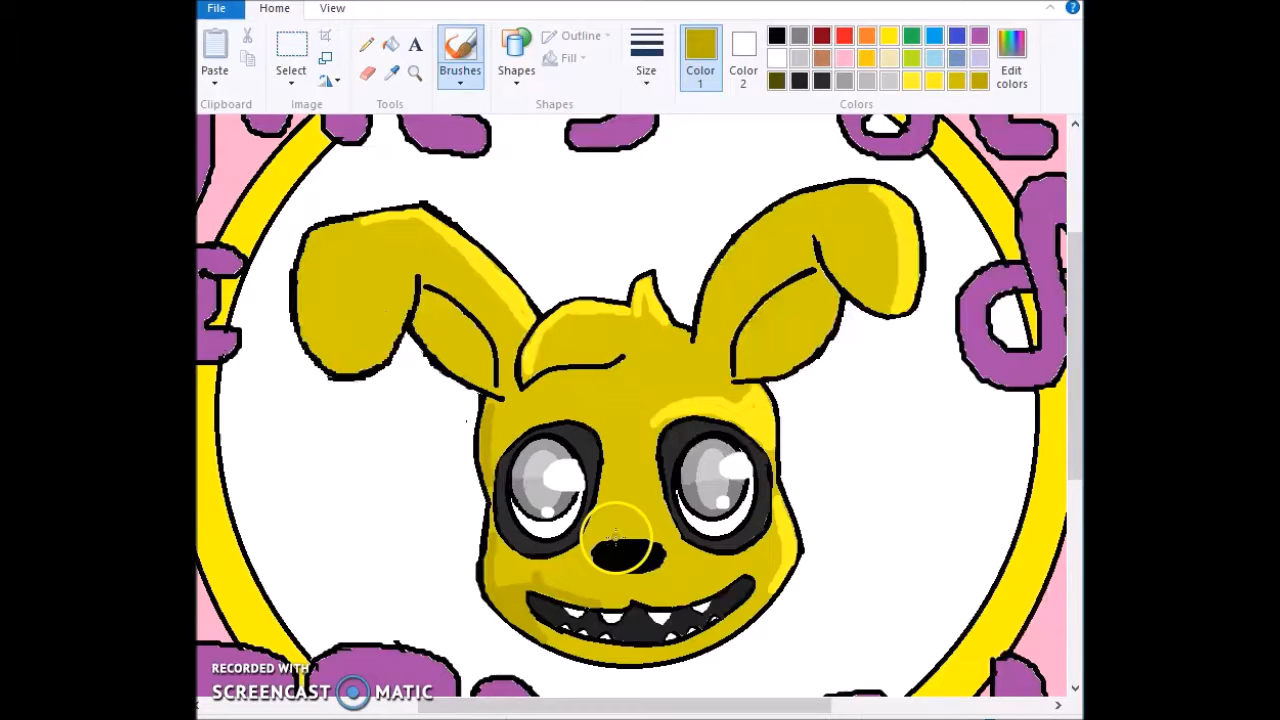 File Home View
Paste
Select
Brushes
Shapes
Outline
Fill
Size
Color 1
Color 2
Edit colors
Clipboard
Image
Tools
Shapes
Colors
RECORDED WITH
SCREENCAST MATIC